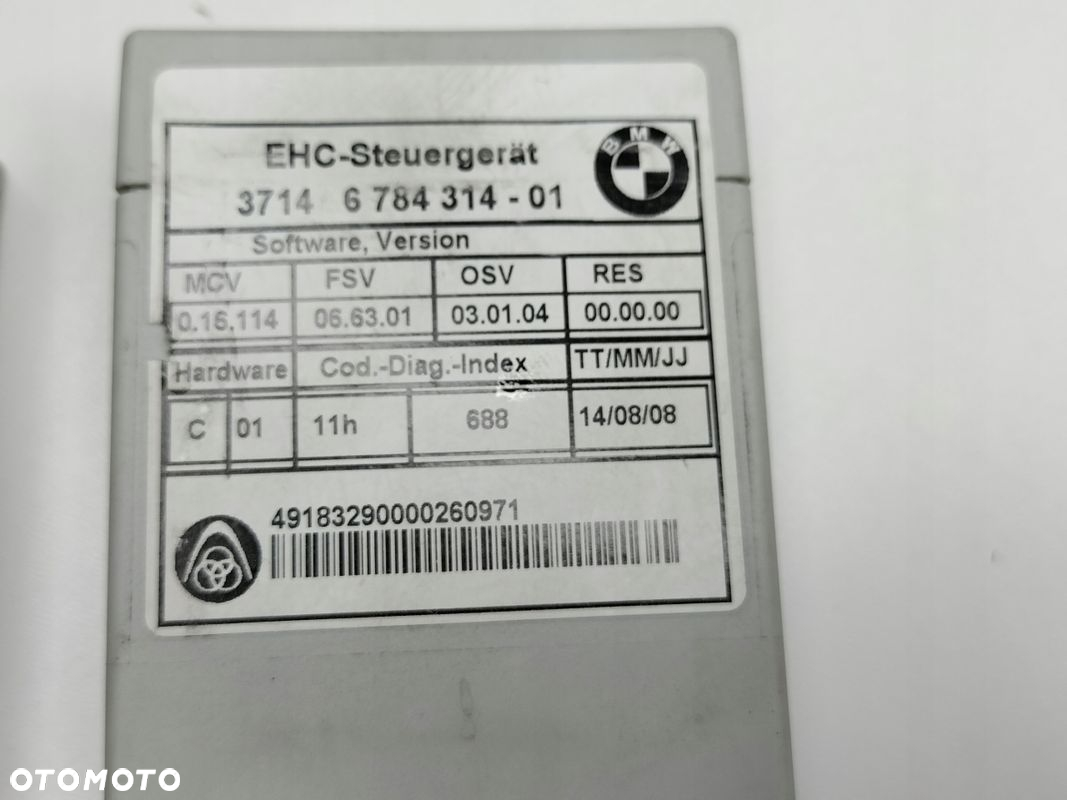 EHC-Steuergerät
BMW
3714 6 784 314 - 01
Software, Version
MCV FSV OSV RES
0.16.114 06.63.01 03.01.04 00.00.00
Hardware Cod.-Diag.-Index TT/MM/JJ
C 01 11h 688 14/08/08
49183290000260971
OTOMOTO